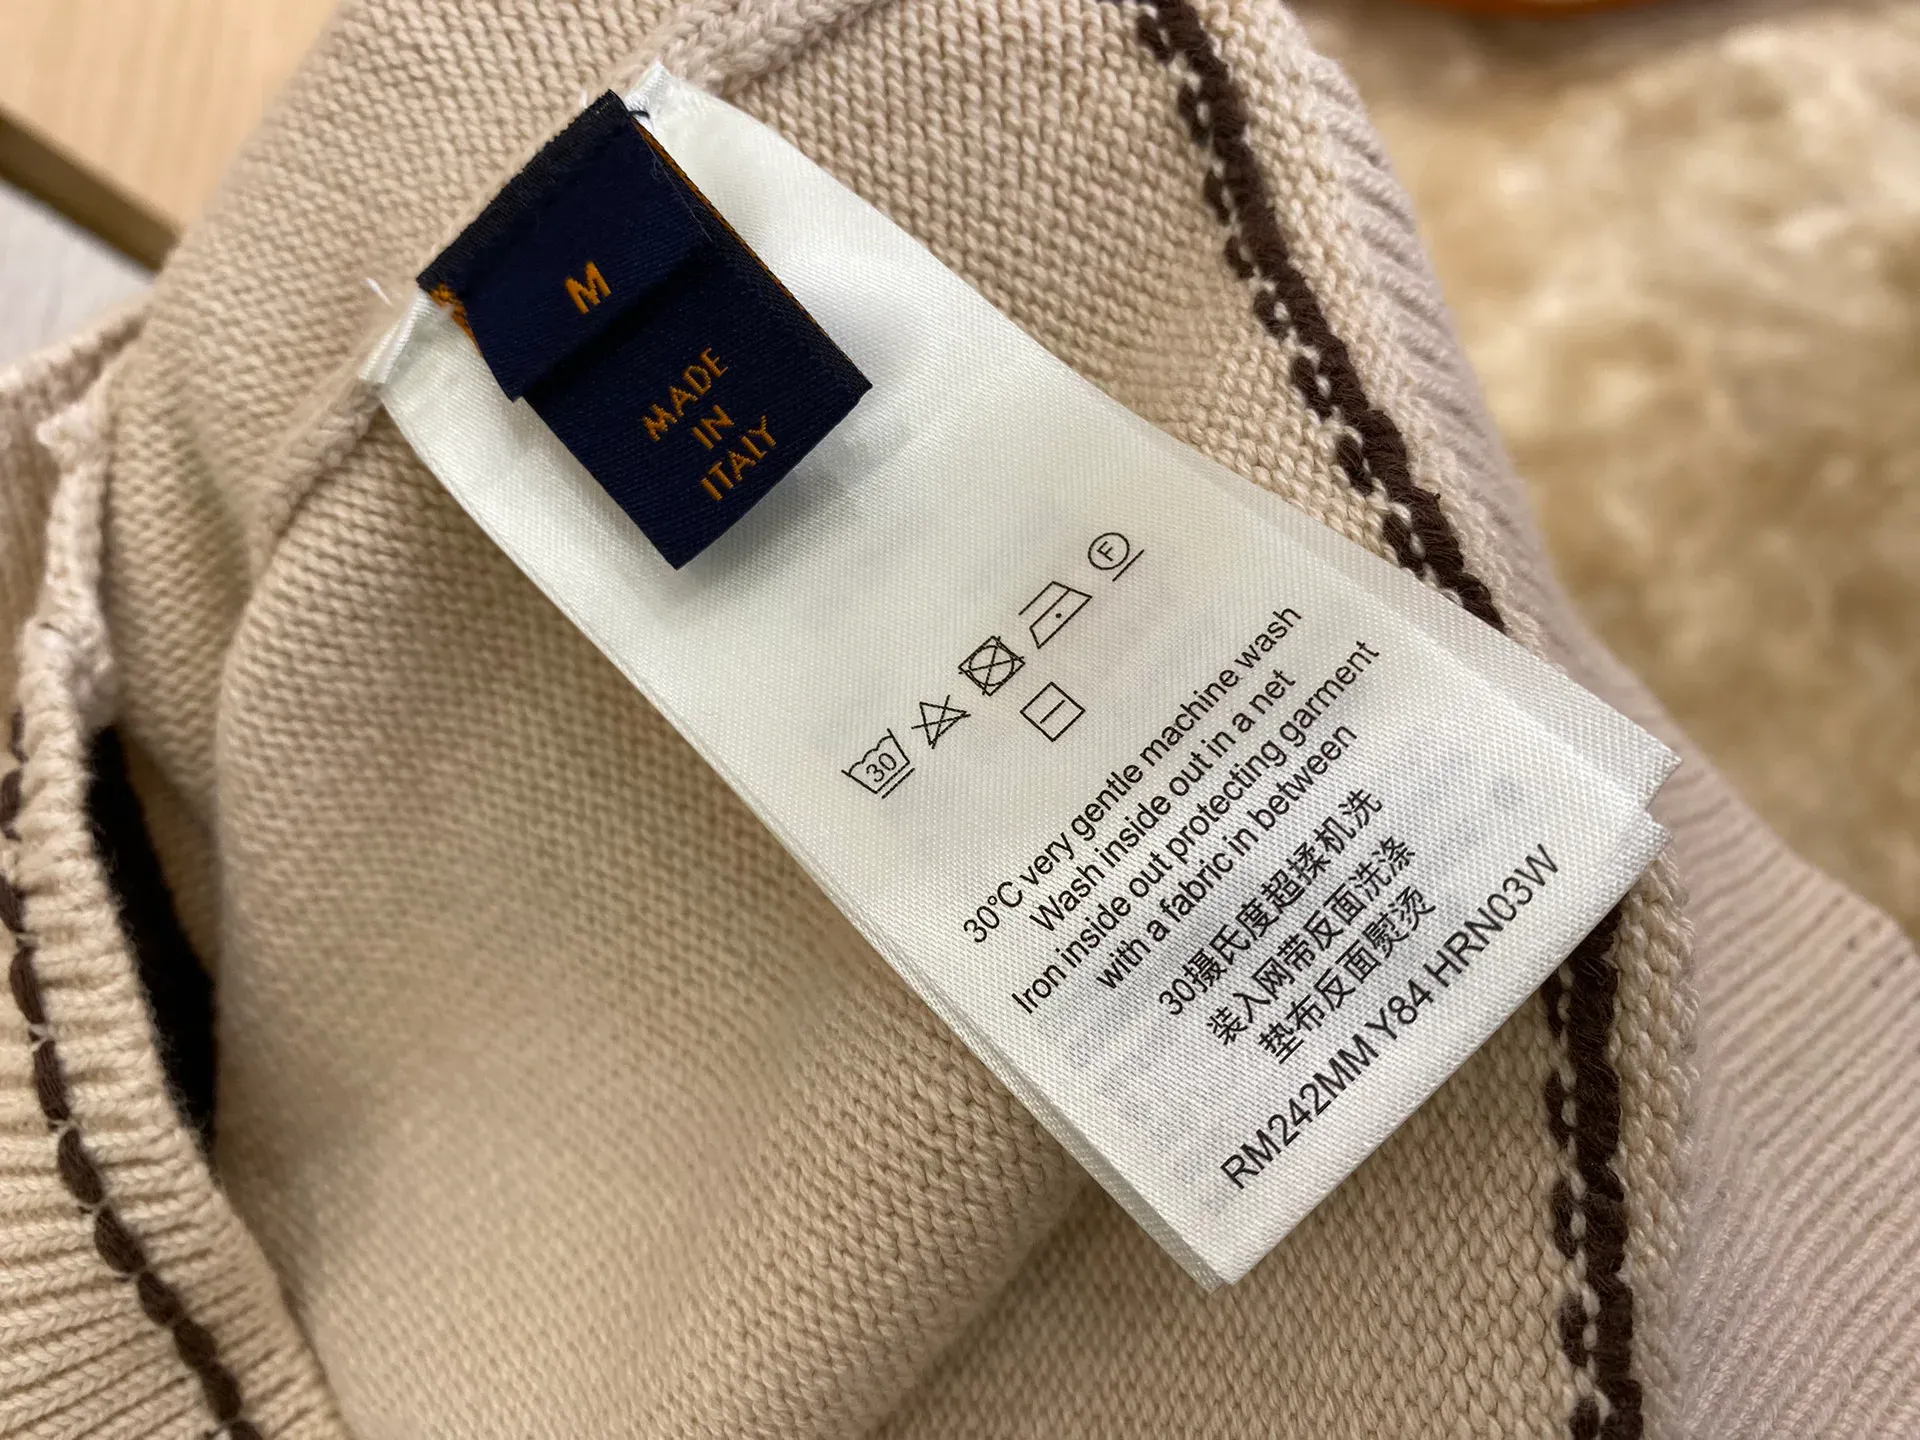 M
MADE
IN
ITALY
F
30
30°C very gentle machine wash
Wash inside out in a net
Iron inside out protecting garment
with a fabric in between
30摄氏度超揉机洗
装入网带反面洗涤
垫布反面熨烫
RM242MM Y84 HRN03W